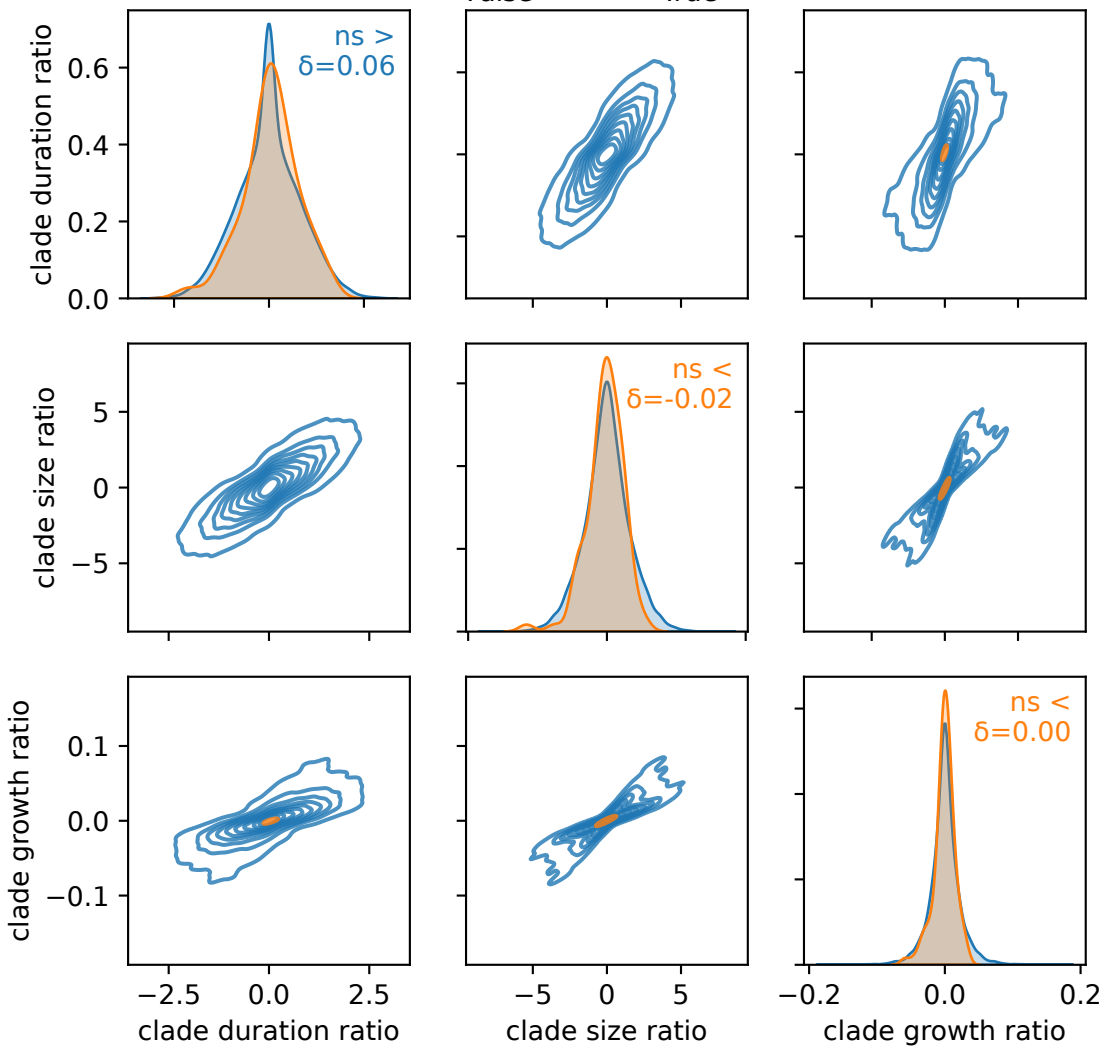 ns >
δ=0.06
clade duration ratio
0.6
0.4
0.2
0.0
ns <
δ=-0.02
clade size ratio
5
0
−5
ns <
δ=0.00
clade growth ratio
0.1
0.0
−0.1
−2.5 0.0 2.5
−5 0 5
−0.2 0.0 0.2
clade duration ratio
clade size ratio
clade growth ratio